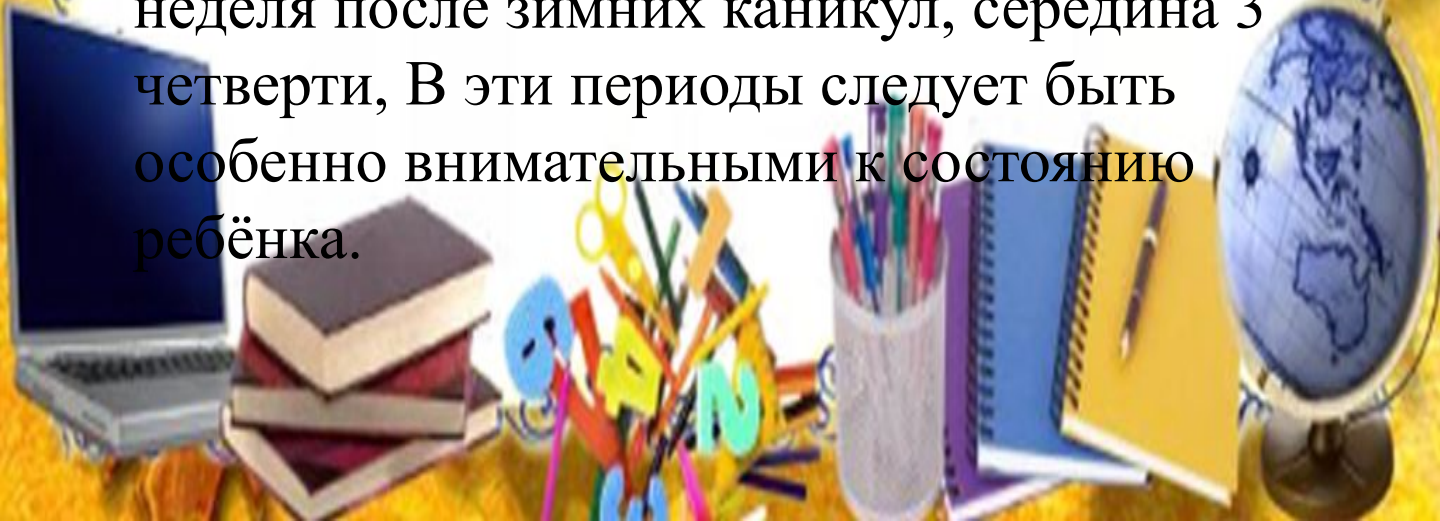 неделя после зимних каникул, середина 3
четверти, В эти периоды следует быть
особенно внимательными к состоянию
ребёнка.